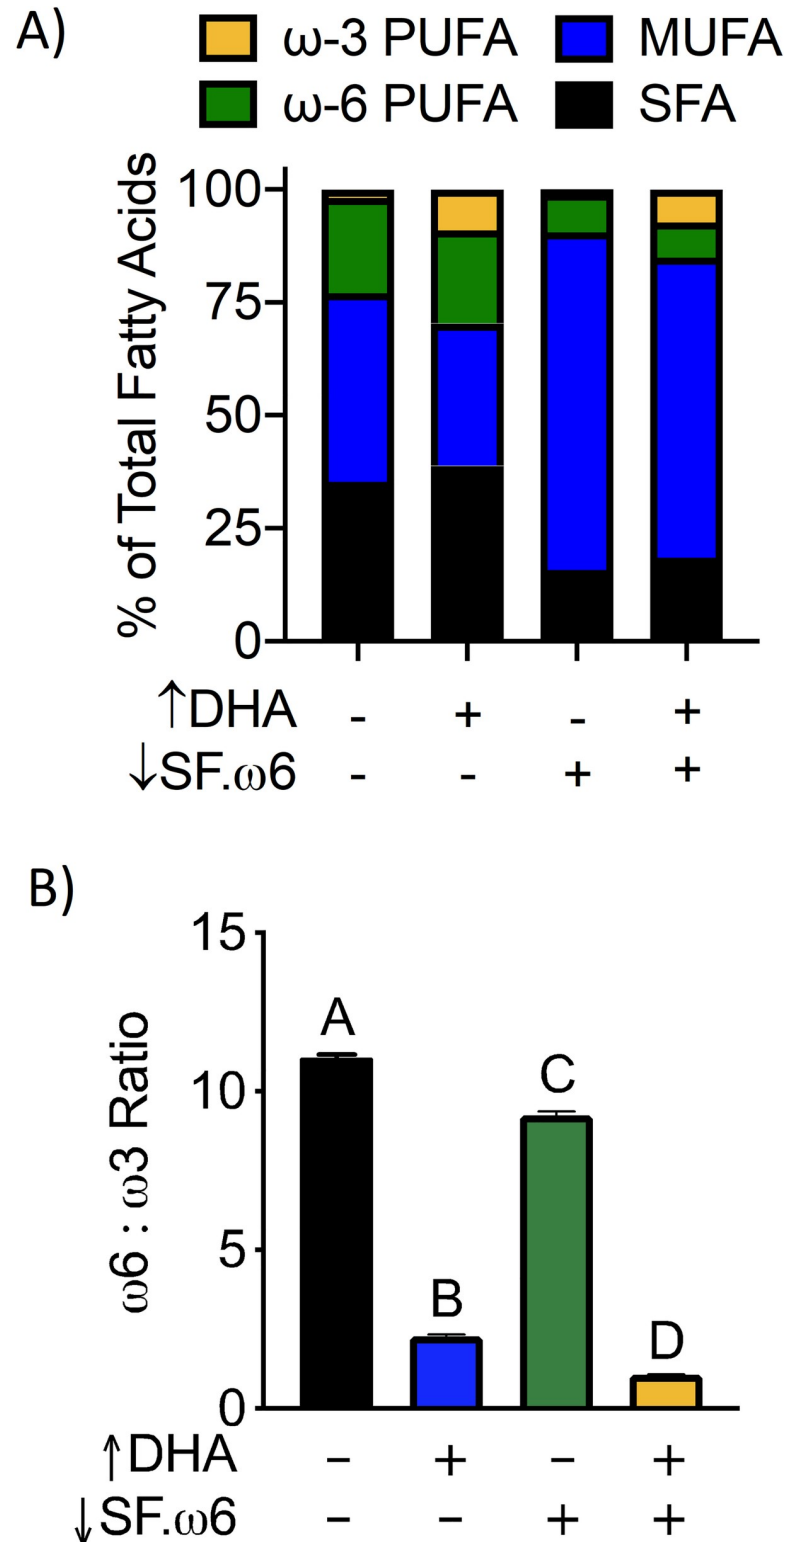 A)
ω-3 PUFA MUFA
ω-6 PUFA SFA
% of Total Fatty Acids
100
75
50
25
0
↑DHA - + - +
↓SF.ω6 - - + +
B)
ω6 : ω3 Ratio
15
10
5
0
A
B
C
D
↑DHA - + - +
↓SF.ω6 - - + +